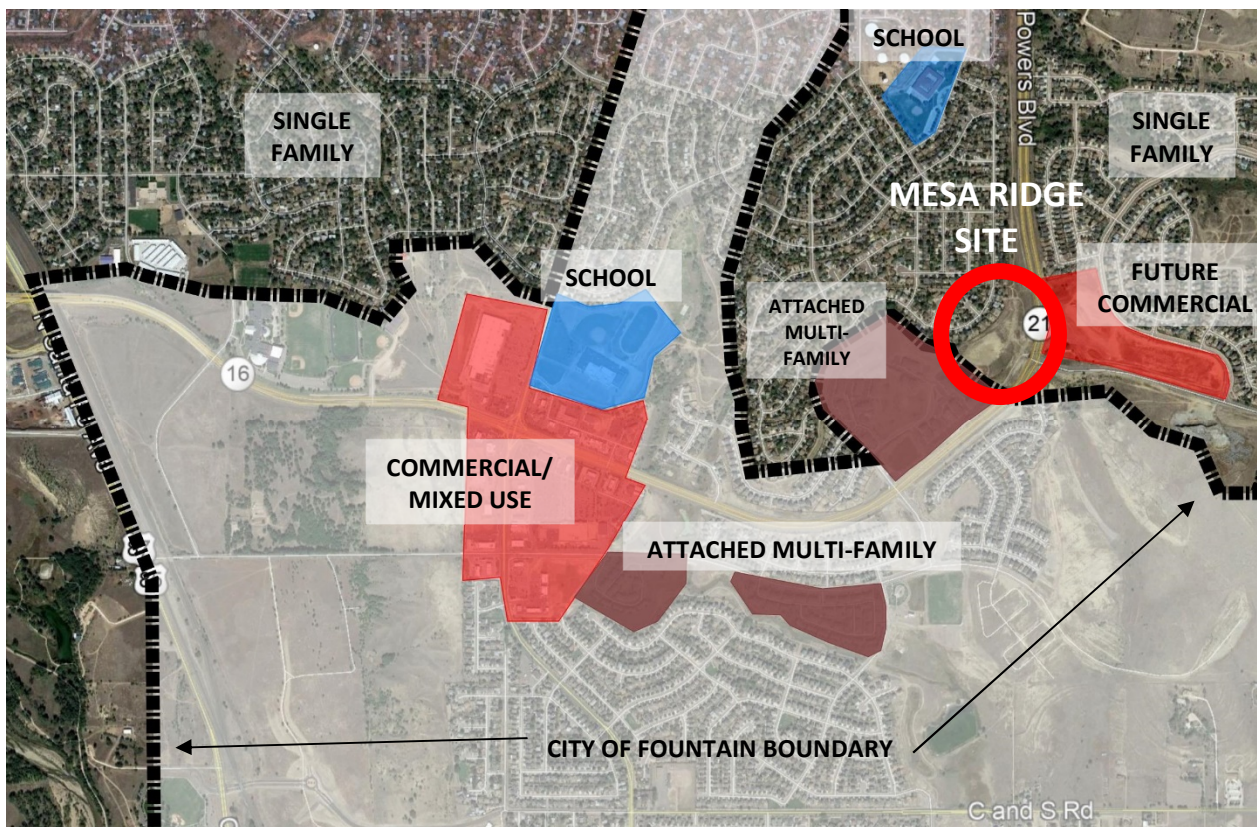 SCHOOL
Powers Blvd
SINGLE
FAMILY
SINGLE
FAMILY
MESA RIDGE
SITE
SCHOOL
FUTURE
COMMERCIAL
ATTACHED
MULTI-
FAMILY
21
16
COMMERCIAL/
MIXED USE
ATTACHED MULTI-FAMILY
CITY OF FOUNTAIN BOUNDARY
C and S Rd